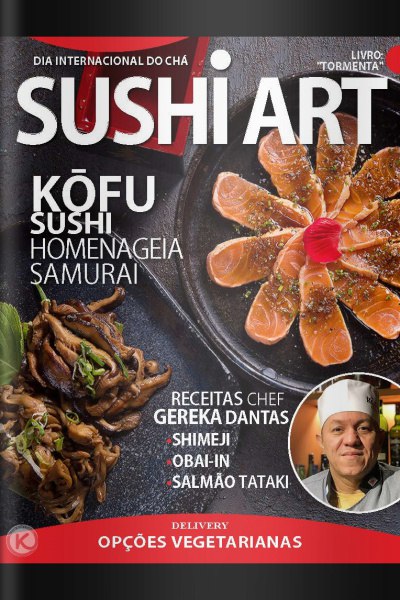 DIA INTERNACIONAL DO CHÁ
LIVRO:
"TORMENTA"
SUSHI ART
KŌFU
SUSHI
HOMENAGEIA
SAMURAI
RECEITAS CHEF
GEREKA DANTAS
•SHIMEJI
•OBAI-IN
•SALMÃO TATAKI
DELIVERY
OPÇÕES VEGETARIANAS
K